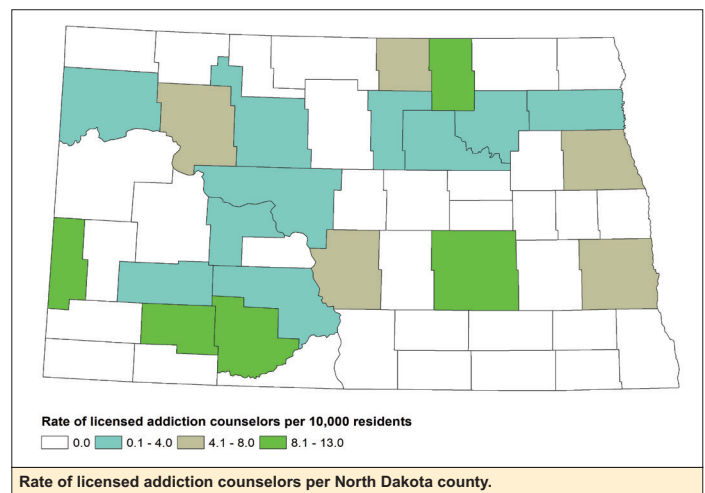 Rate of licensed addiction counselors per 10,000 residents
0.0 0.1 - 4.0 4.1 - 8.0 8.1 - 13.0
Rate of licensed addiction counselors per North Dakota county.